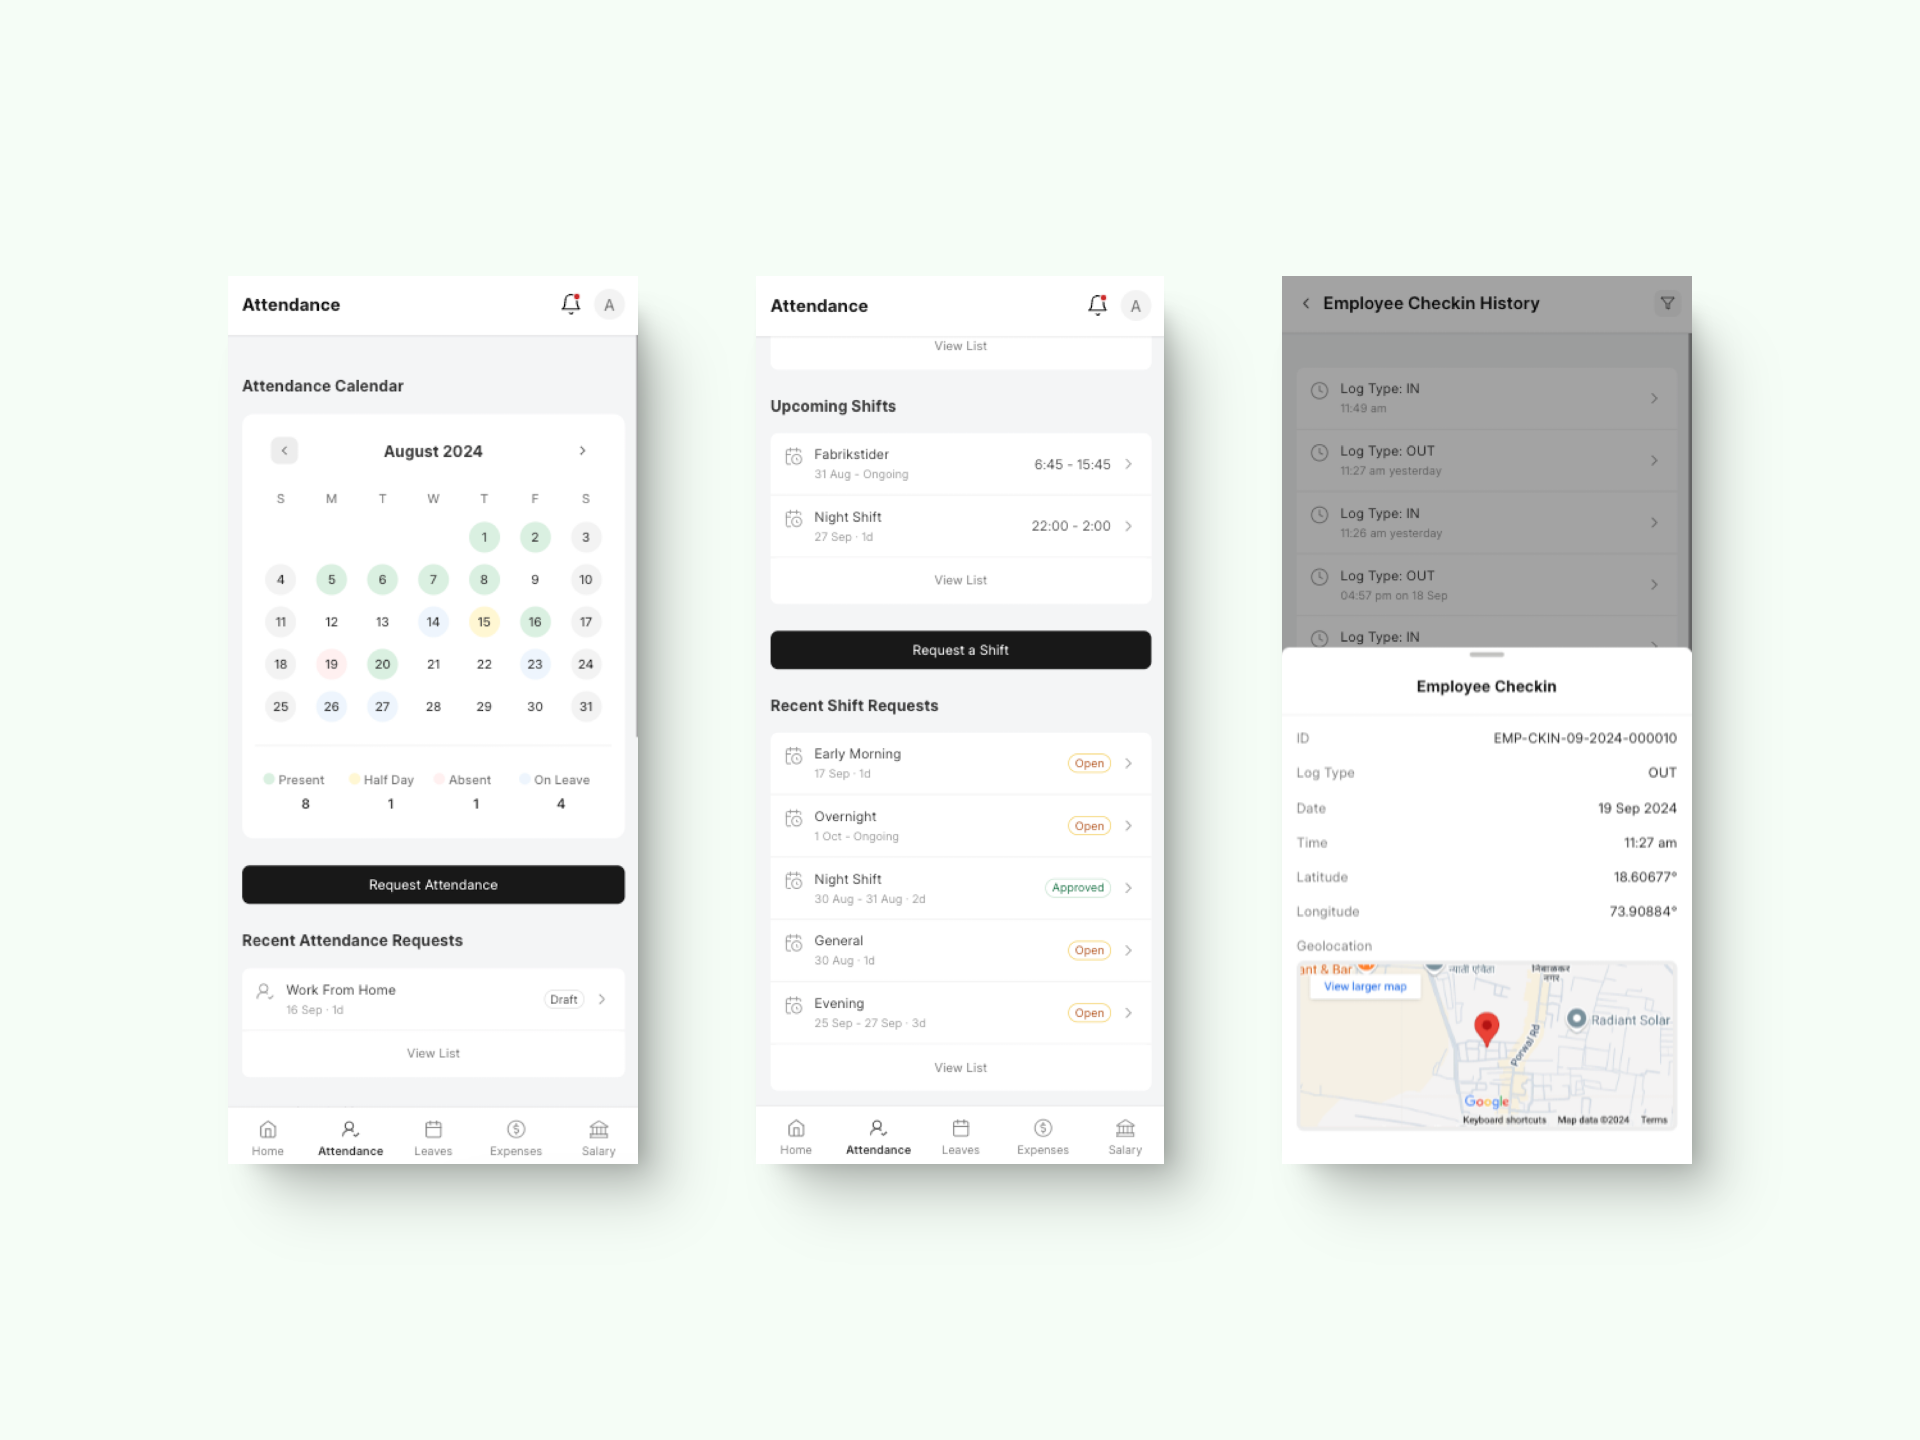 Attendance
A
Attendance Calendar
August 2024
S M T W T F S
1 2 3
4 5 6 7 8 9 10
11 12 13 14 15 16 17
18 19 20 21 22 23 24
25 26 27 28 29 30 31
Present Half Day Absent On Leave
8 1 1 4
Request Attendance
Recent Attendance Requests
Work From Home
16 Sep · 1d
Draft
View List
Home Attendance Leaves Expenses Salary
Attendance
A
View List
Upcoming Shifts
Fabrikstider
31 Aug - Ongoing
6:45 - 15:45
Night Shift
27 Sep · 1d
22:00 - 2:00
View List
Request a Shift
Recent Shift Requests
Early Morning
17 Sep · 1d
Open
Overnight
1 Oct - Ongoing
Open
Night Shift
30 Aug - 31 Aug · 2d
Approved
General
30 Aug · 1d
Open
Evening
25 Sep - 27 Sep · 3d
Open
View List
Home Attendance Leaves Expenses Salary
Employee Checkin History
Log Type: IN
11:49 am
Log Type: OUT
11:27 am yesterday
Log Type: IN
11:26 am yesterday
Log Type: OUT
04:57 pm on 18 Sep
Log Type: IN
Employee Checkin
ID EMP-CKIN-09-2024-000010
Log Type OUT
Date 19 Sep 2024
Time 11:27 am
Latitude 18.60677°
Longitude 73.90884°
Geolocation
ant & Bar
View larger map
नगर
Radiant Solar
Porwal Rd
Google
Keyboard shortcuts Map data ©2024 Terms